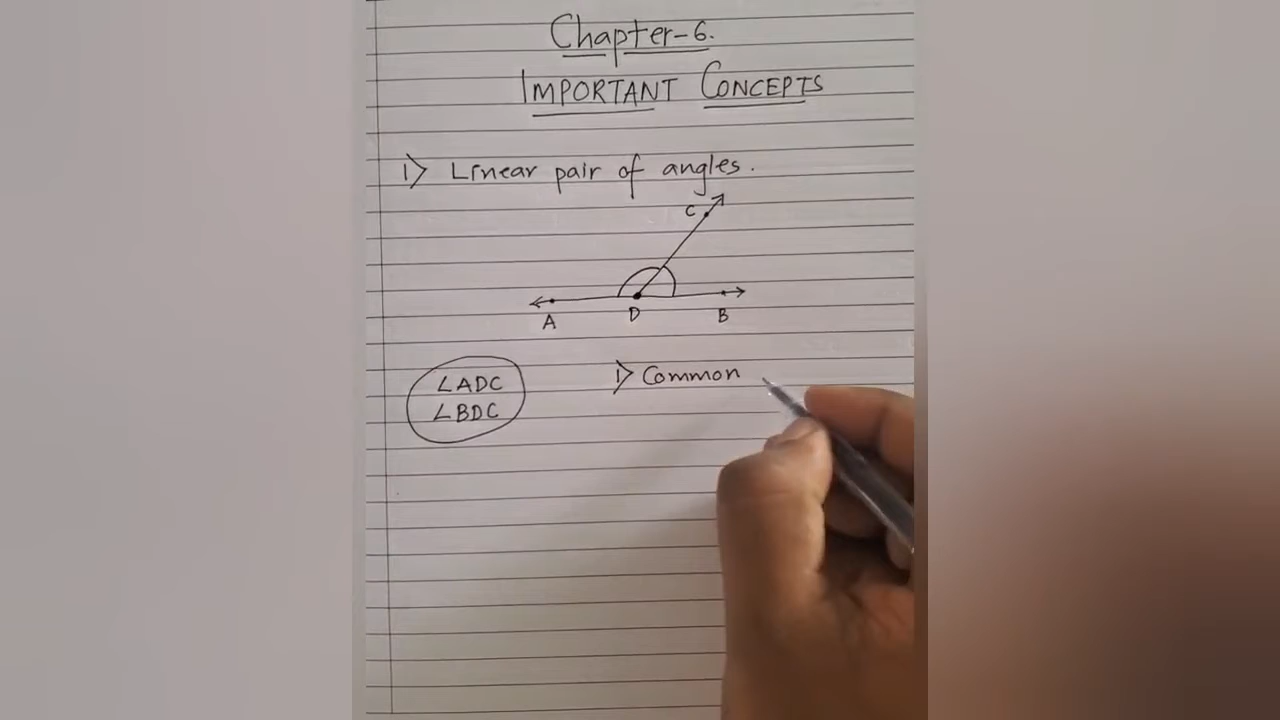 Chapter-6.
IMPORTANT CONCEPTS
1) Linear pair of angles.
C
A D B
∠ADC
∠BDC
1) Common